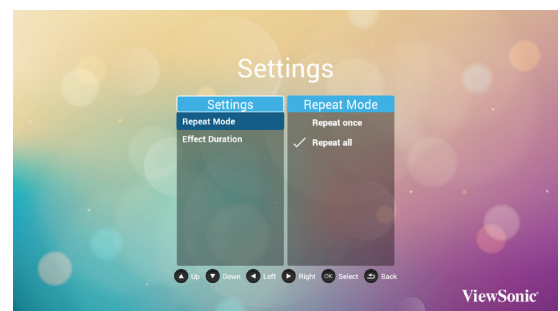 Settings
Settings
Repeat Mode
Effect Duration
Repeat Mode
Repeat once
Repeat all
Up Down Left Right OK Select Back
ViewSonic®